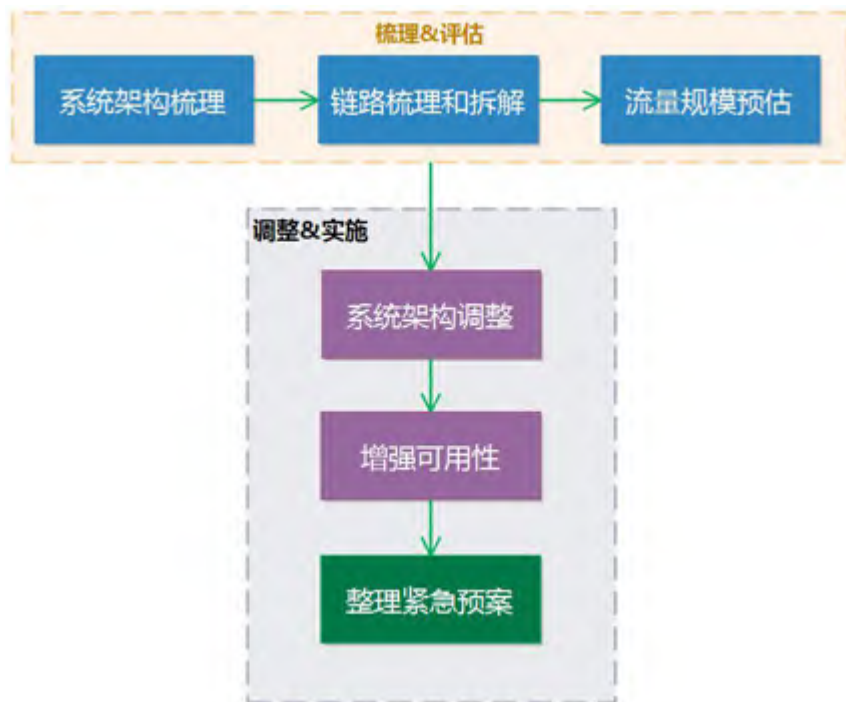 梳理&评估
系统架构梳理
链路梳理和拆解
流量规模预估
调整&实施
系统架构调整
增强可用性
整理紧急预案